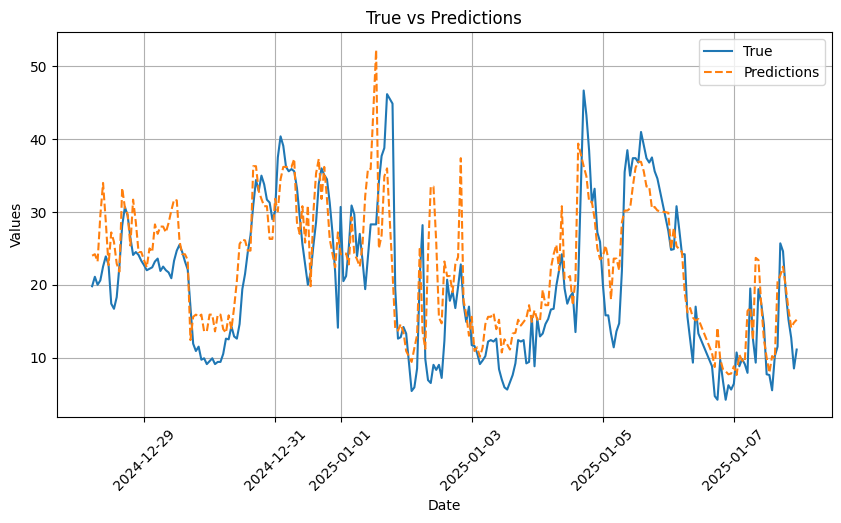 True vs Predictions
True
Predictions
Values
50
40
30
20
10
2024-12-29
2024-12-31
2025-01-01
2025-01-03
2025-01-05
2025-01-07
Date